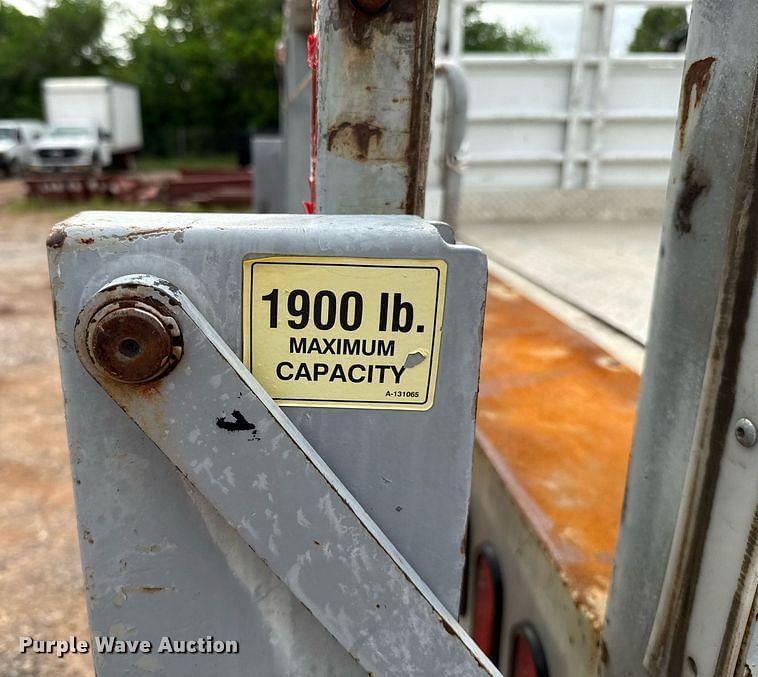 1900 lb.
MAXIMUM
CAPACITY
A-131065
Purple Wave Auction